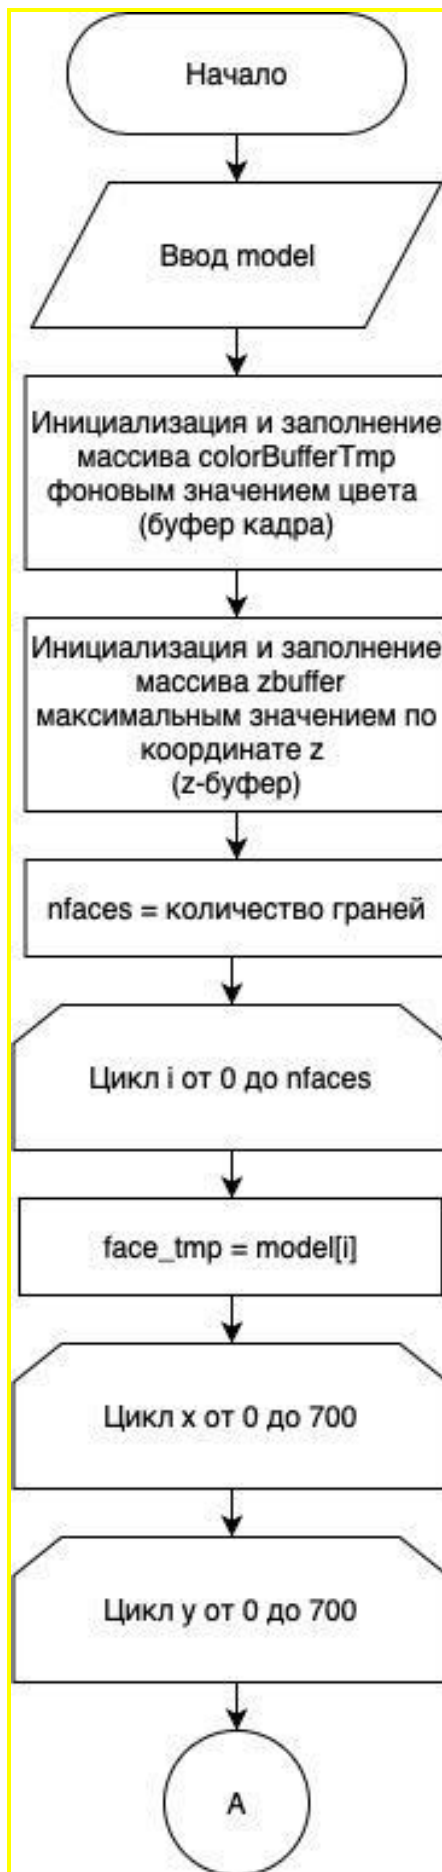 Начало
Ввод model
Инициализация и заполнение
массива colorBufferTmp
фоновым значением цвета
(буфер кадра)
Инициализация и заполнение
массива zbuffer
максимальным значением по
координате z
(z-буфер)
nfaces = количество граней
Цикл i от 0 до nfaces
face_tmp = model[i]
Цикл x от 0 до 700
Цикл y от 0 до 700
A